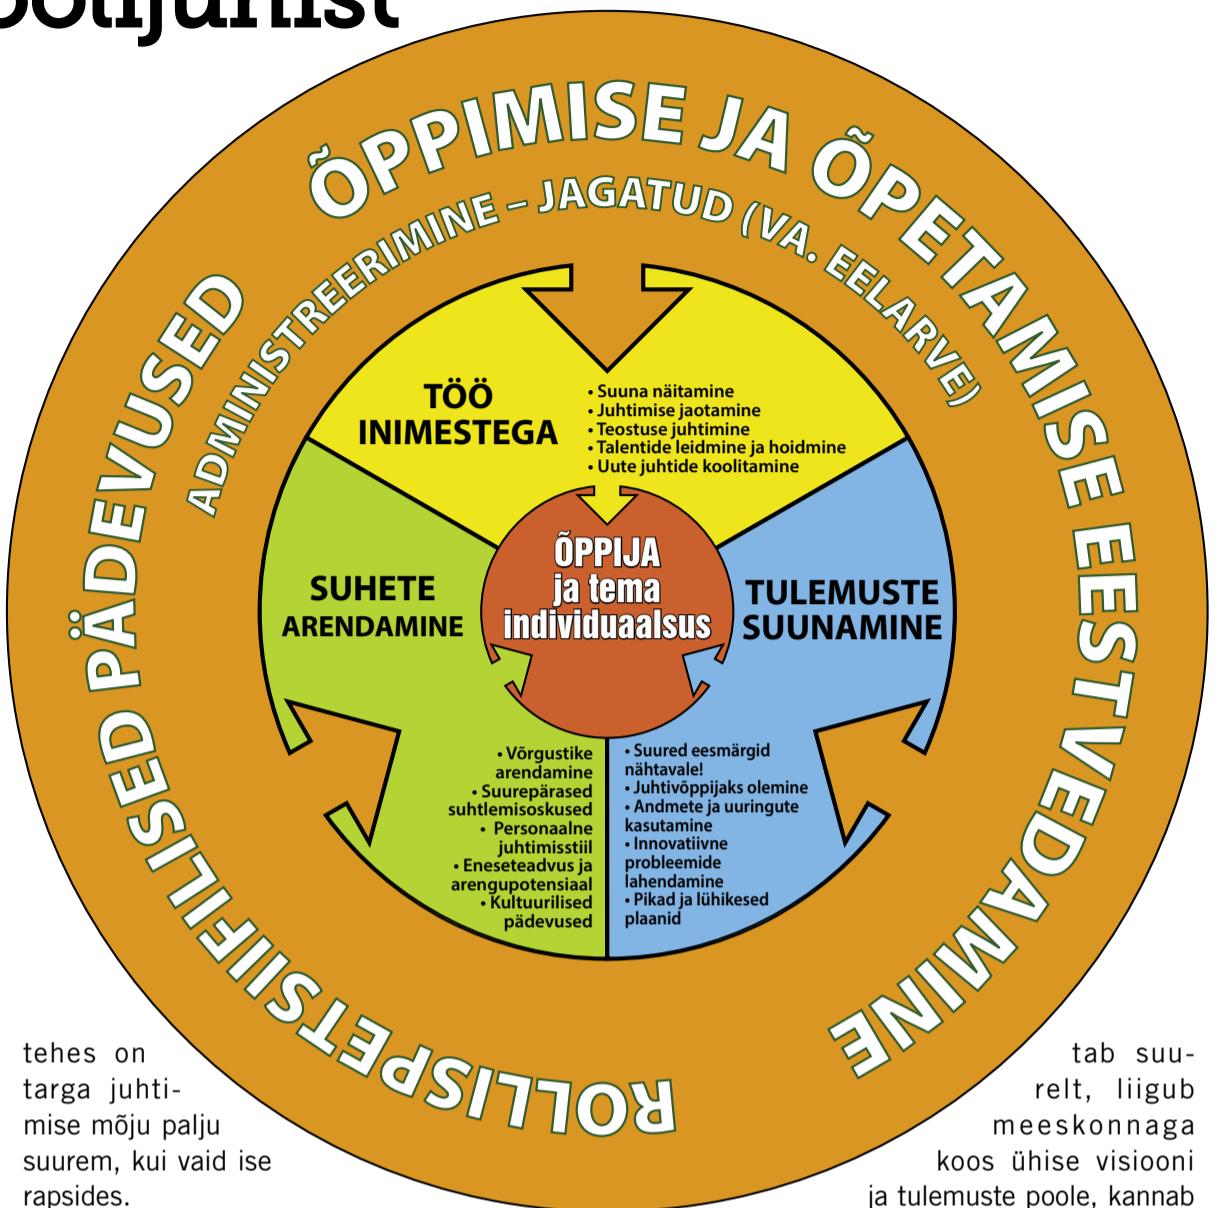 oolijuhist
ÕPPIMISE JA ÕPETAMISE EESTVEDAMINE
ADMINISTREERIMINE – JAGATUD (VA. EELARVE)
ROLLISPETSIIFILISED PÄDEVUSED
TÖÖ
INIMESTEGA
• Suuna näitamine
• Juhtimise jaotamine
• Teostuse juhtimine
• Talentide leidmine ja hoidmine
• Uute juhtide koolitamine
ÕPPIJA
ja tema
individuaalsus
SUHETE
ARENDAMINE
TULEMUSTE
SUUNAMINE
• Võrgustike
arendamine
• Suurepärased
suhtlemisoskused
• Personaalne
juhtimisstiil
• Eneseteadvus ja
arengupotensiaal
• Kultuurilised
pädevused
• Suured eesmärgid
nähtavale!
• Juhtivõppijaks olemine
• Andmete ja uuringute
kasutamine
• Innovatiivne
probleemide
lahendamine
• Pikad ja lühikesed
plaanid
tehes on
targa juhti-
mise mõju palju
suurem, kui vaid ise
rapsides.
tab suu-
relt, liigub
meeskonnaga
koos ühise visiooni
ja tulemuste poole, kannab